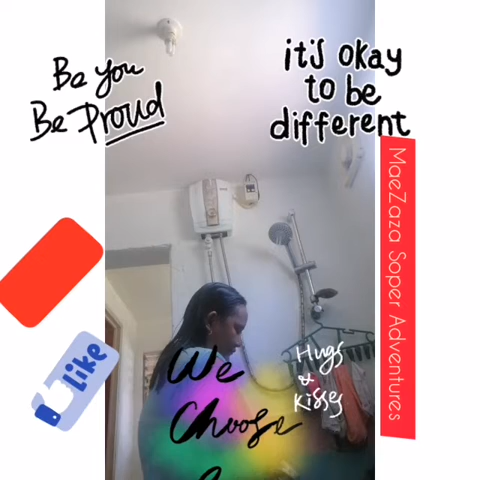 Be you
Be Proud
it's okay
to be
different
MaeZaza Soper Adventures
like
We
Choose
Hugs
&
Kisses